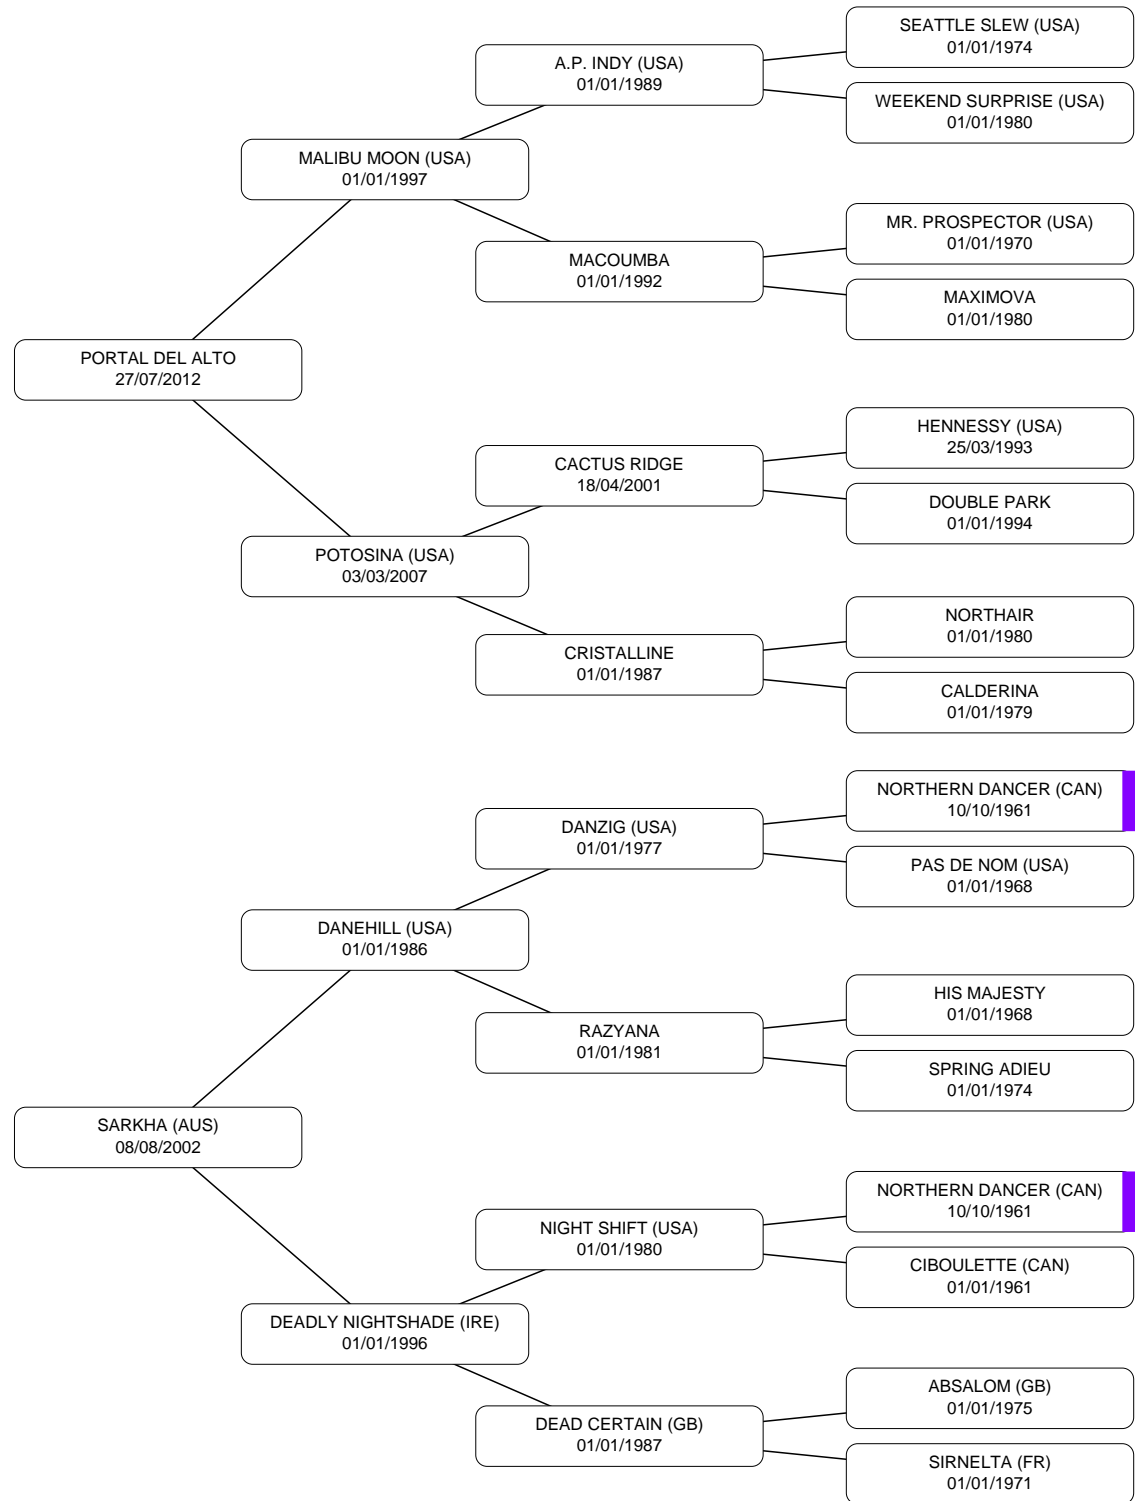 SEATTLE SLEW (USA)
01/01/1974
A.P. INDY (USA)
01/01/1989
WEEKEND SURPRISE (USA)
01/01/1980
MALIBU MOON (USA)
01/01/1997
MR. PROSPECTOR (USA)
01/01/1970
MACOUMBA
01/01/1992
MAXIMOVA
01/01/1980
PORTAL DEL ALTO
27/07/2012
HENNESSY (USA)
25/03/1993
CACTUS RIDGE
18/04/2001
DOUBLE PARK
01/01/1994
POTOSINA (USA)
03/03/2007
NORTHAIR
01/01/1980
CRISTALLINE
01/01/1987
CALDERINA
01/01/1979
NORTHERN DANCER (CAN)
10/10/1961
DANZIG (USA)
01/01/1977
PAS DE NOM (USA)
01/01/1968
DANEHILL (USA)
01/01/1986
HIS MAJESTY
01/01/1968
RAZYANA
01/01/1981
SPRING ADIEU
01/01/1974
SARKHA (AUS)
08/08/2002
NORTHERN DANCER (CAN)
10/10/1961
NIGHT SHIFT (USA)
01/01/1980
CIBOULETTE (CAN)
01/01/1961
DEADLY NIGHTSHADE (IRE)
01/01/1996
ABSALOM (GB)
01/01/1975
DEAD CERTAIN (GB)
01/01/1987
SIRNELTA (FR)
01/01/1971